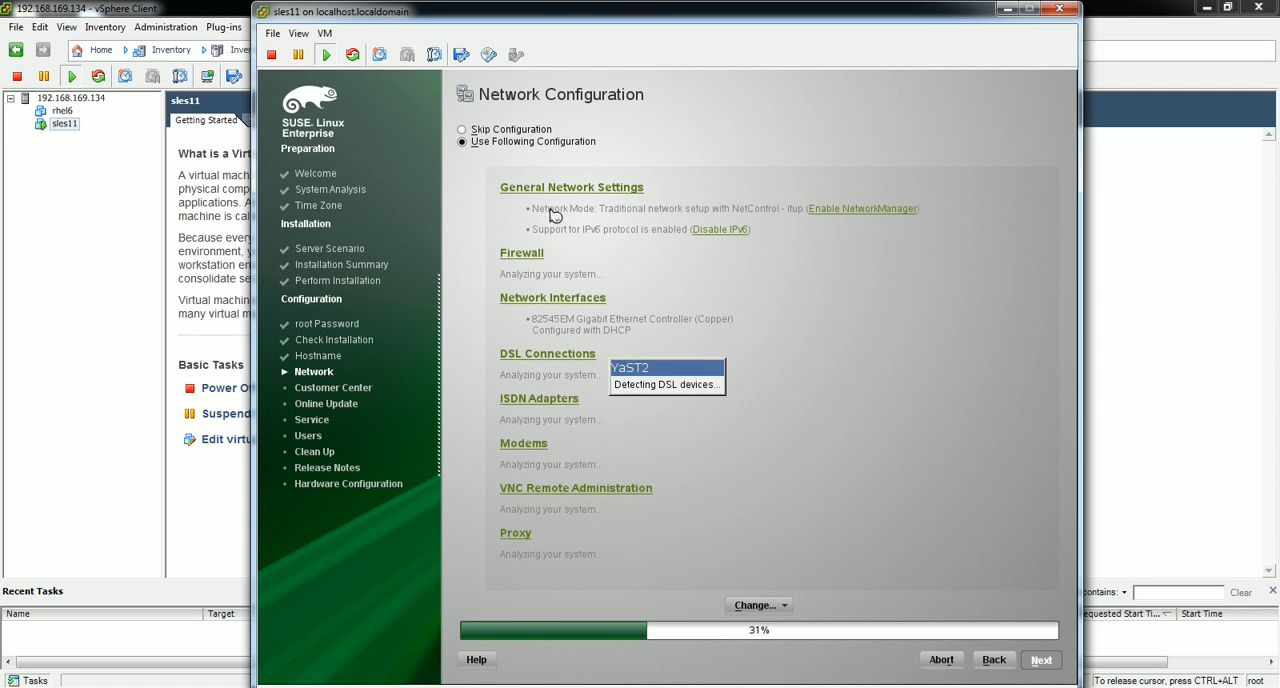 192.168.169.134 - vSphere Client
File Edit View Inventory Administration Plug-ins
Home Inventory
192.168.169.134
rhel6
sles11
sles11
Getting Started
What is a Virt
A virtual mach
physical comp
applications. A
machine is cal
Because every
environment, y
workstation en
consolidate se
Virtual machin
many virtual m
Basic Tasks
Power Of
Suspend
Edit virtu
sles11 on localhost.localdomain
File View VM
SUSE. Linux
Enterprise
Preparation
Welcome
System Analysis
Time Zone
Installation
Server Scenario
Installation Summary
Perform Installation
Configuration
root Password
Check Installation
Hostname
Network
Customer Center
Online Update
Service
Users
Clean Up
Release Notes
Hardware Configuration
Network Configuration
Skip Configuration
Use Following Configuration
General Network Settings
• Network Mode: Traditional network setup with NetControl - ifup (Enable NetworkManager)
• Support for IPv6 protocol is enabled (Disable IPv6)
Firewall
Analyzing your system...
Network Interfaces
• 82545EM Gigabit Ethernet Controller (Copper)
Configured with DHCP
DSL Connections
Analyzing your system...
YaST2
Detecting DSL devices...
ISDN Adapters
Analyzing your system...
Modems
Analyzing your system...
VNC Remote Administration
Analyzing your system...
Proxy
Analyzing your system...
Change...
31%
Help Abort Back Next
Recent Tasks
contains: Clear
Name Target equested Start Ti... Start Time
Tasks To release cursor, press CTRL+ALT root